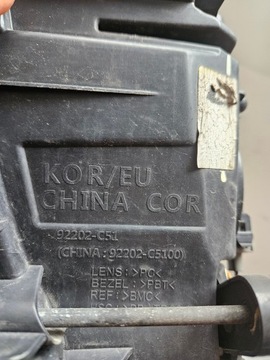 KOR/EU
CHINA COR
92202-C51
(CHINA : 92202-C5100)
LENS : >PC<
BEZEL : >PBT<
REF : >BMC<